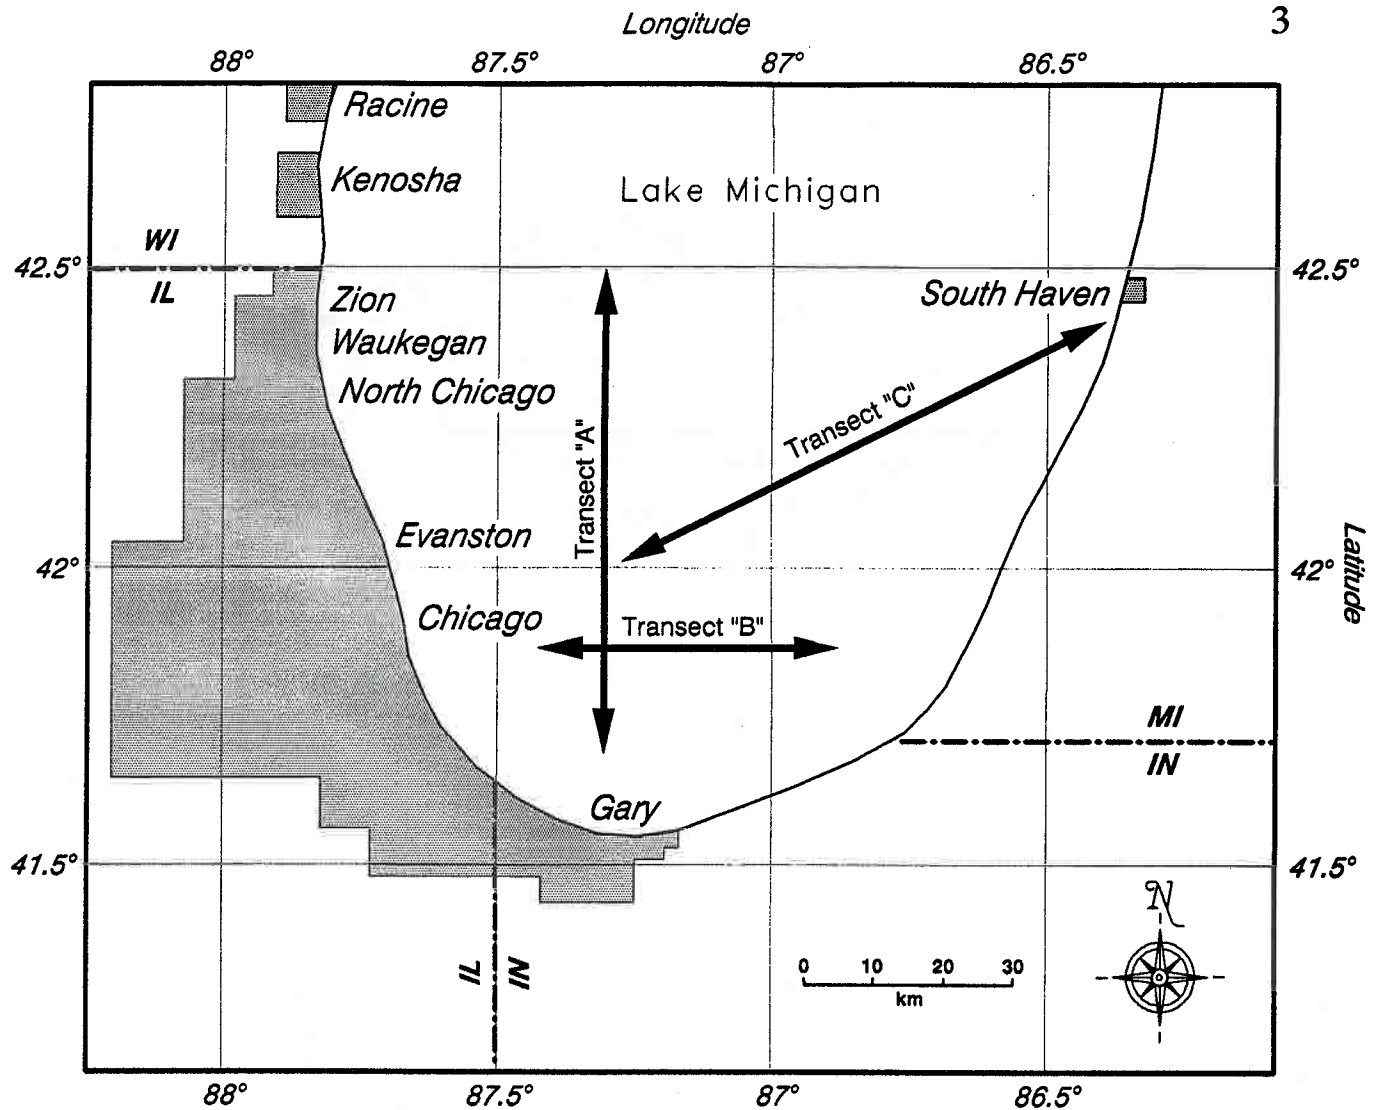 3
Longitude
88° 87.5° 87° 86.5°
Racine
Kenosha
Lake Michigan
WI
42.5° 42.5°
IL
South Haven
Zion
Waukegan
North Chicago
Transect "C"
Transect "A"
Evanston
42° 42°
Latitude
Chicago
Transect "B"
MI
IN
Gary
41.5° 41.5°
N
IL IN
0 10 20 30
km
88° 87.5° 87° 86.5°